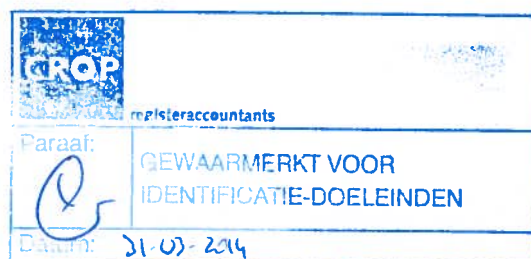 CROP
registeraccountants
Paraaf:
GEWAARMERKT VOOR
IDENTIFICATIE-DOELEINDEN
Datum: 31-03-2014